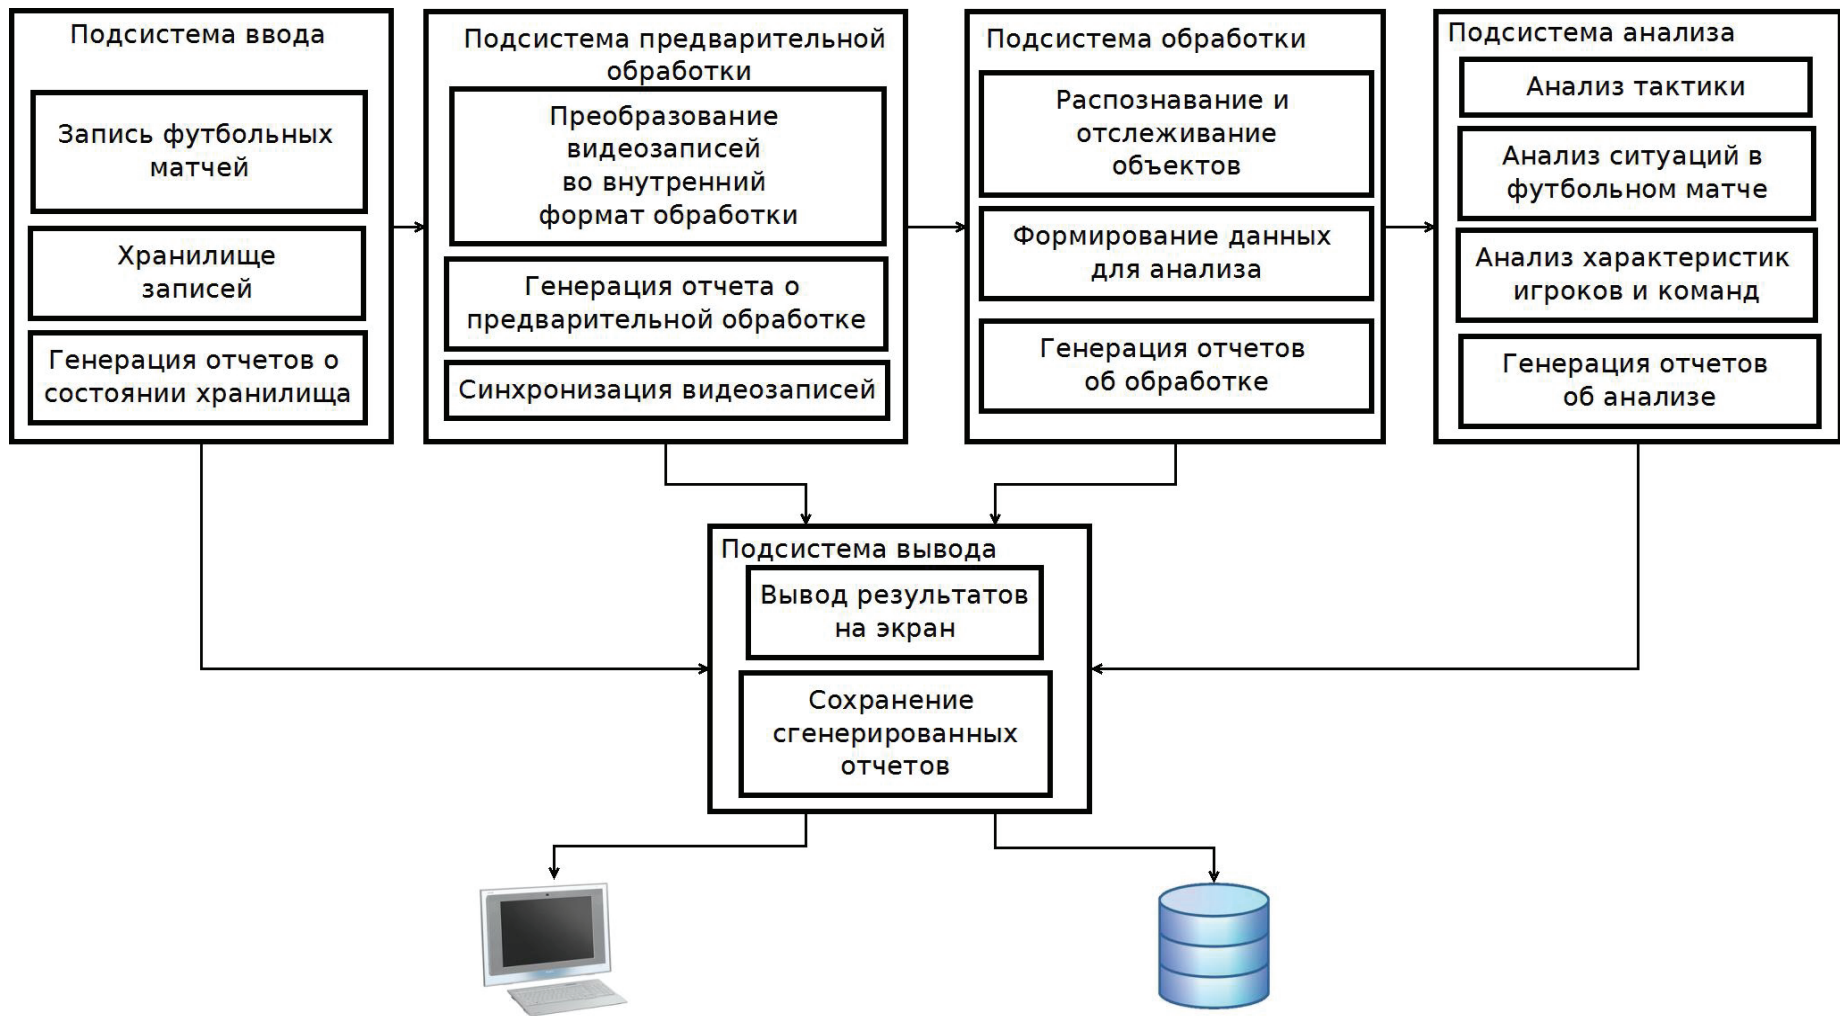 Подсистема ввода
Запись футбольных
матчей
Хранилище
записей
Генерация отчетов о
состоянии хранилища
Подсистема предварительной
обработки
Преобразование
видеозаписей
во внутренний
формат обработки
Генерация отчета о
предварительной обработке
Синхронизация видеозаписей
Подсистема обработки
Распознавание и
отслеживание
объектов
Формирование данных
для анализа
Генерация отчетов
об обработке
Подсистема анализа
Анализ тактики
Анализ ситуаций в
футбольном матче
Анализ характеристик
игроков и команд
Генерация отчетов
об анализе
Подсистема вывода
Вывод результатов
на экран
Сохранение
сгенерированных
отчетов